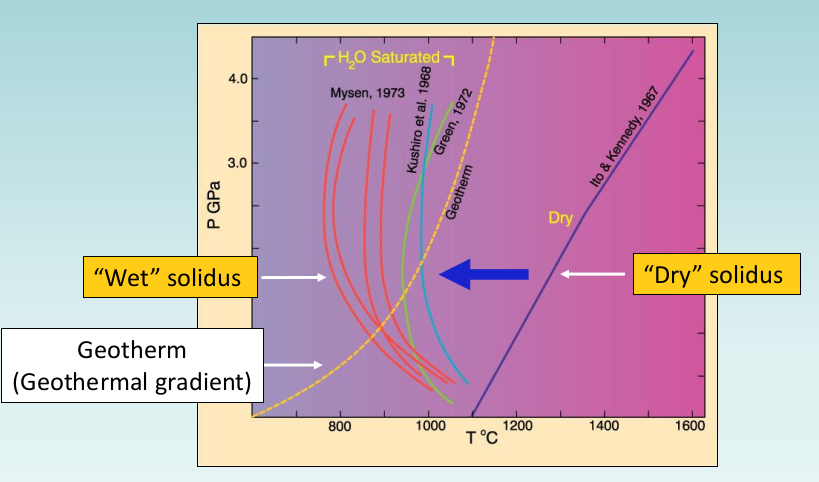 H2O Saturated
4.0
Mysen, 1973
Kushiro et al. 1968
Green, 1972
Ito & Kennedy, 1967
3.0
P GPa
Geotherm
Dry
“Wet” solidus
“Dry” solidus
Geotherm
(Geothermal gradient)
800
1000
1200
1400
1600
T °C